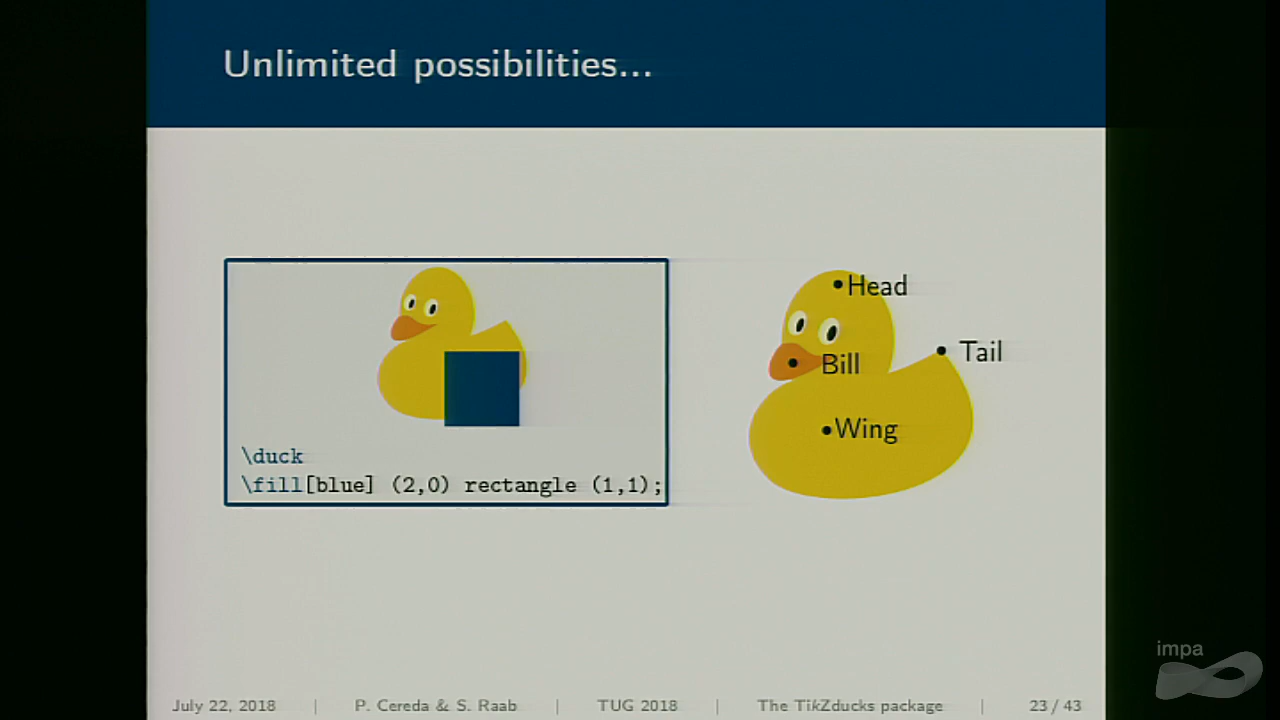 Unlimited possibilities...
\duck
\fill[blue] (2,0) rectangle (1,1);
Head
Tail
Bill
Wing
July 22, 2018 | P. Cereda & S. Raab | TUG 2018 | The TikZducks package | 23 / 43
impa